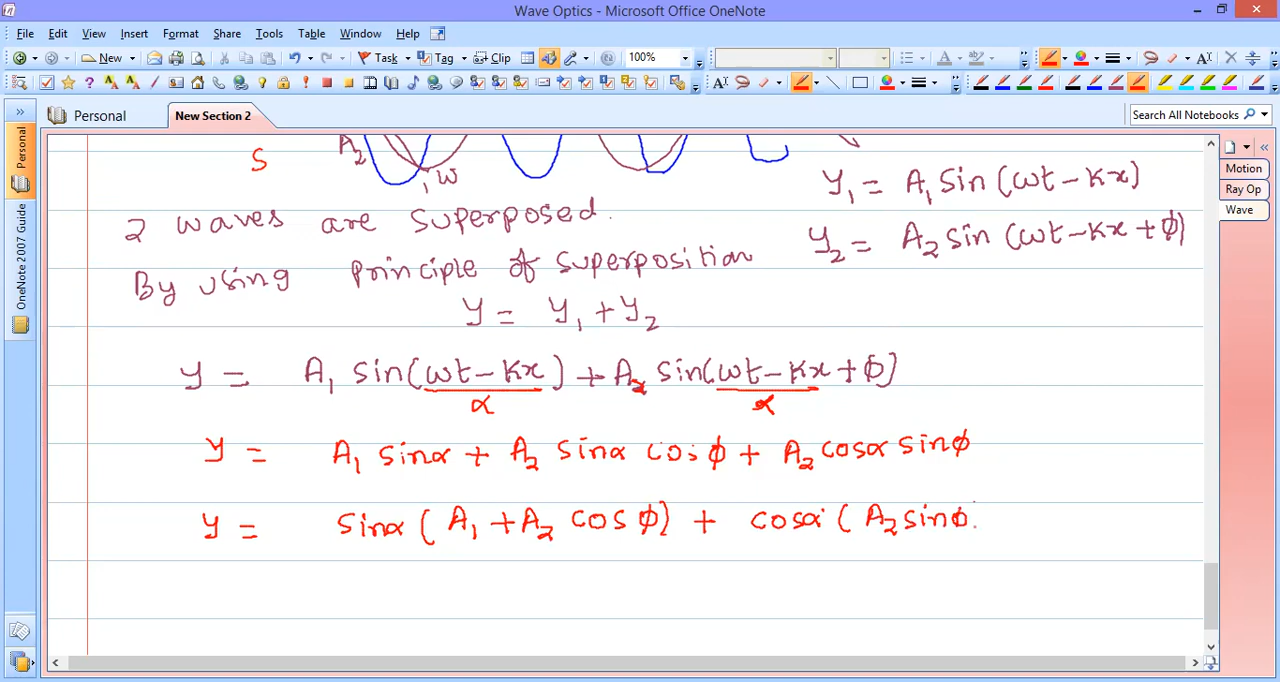 Wave Optics - Microsoft Office OneNote
File Edit View Insert Format Share Tools Table Window Help
New Task Tag Clip 100%
Personal New Section 2 Search All Notebooks
Personal
OneNote 2007 Guide
Motion
Ray Op
Wave
A₂
S
, ω
y₁ = A₁ sin(ωt - kx)
2 waves are superposed.
y₂ = A₂ sin (ωt - kx + ϕ)
By using principle of superposition
y = y₁ + y₂
y = A₁ sin(ωt - kx) + A₂ sin(ωt - kx + ϕ)
α α
y = A₁ sinα + A₂ sinα cosϕ + A₂ cosα sinϕ
y = sinα (A₁ + A₂ cosϕ) + cosα (A₂ sinϕ